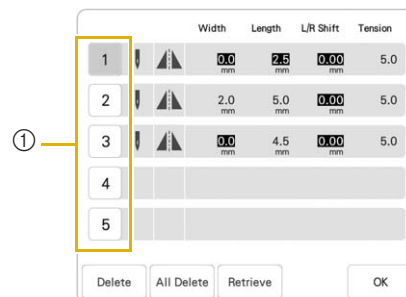 Width Length L/R Shift Tension
1 0.0 mm 2.5 mm 0.00 mm 5.0
2 2.0 mm 5.0 mm 0.00 mm 5.0
① 3 0.0 mm 4.5 mm 0.00 mm 5.0
4
5
Delete All Delete Retrieve OK